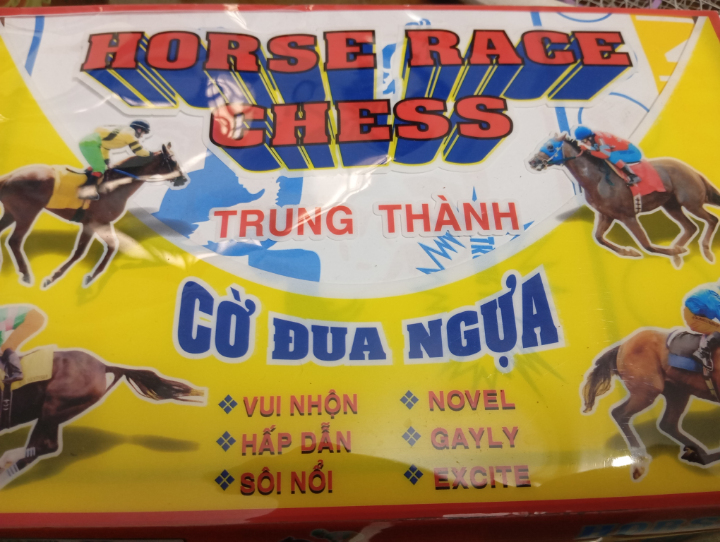 HORSE RACE
CHESS
TRUNG THÀNH
CỜ ĐUA NGỰA
VUI NHỘN
HẤP DẪN
SÔI NỔI
NOVEL
GAYLY
EXCITE